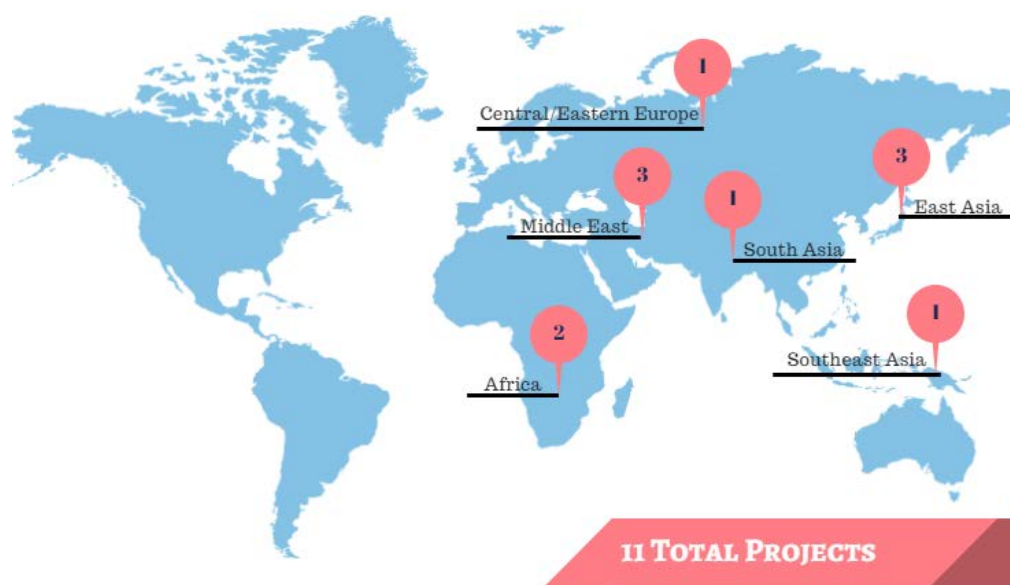 1
Central/Eastern Europe
3
Middle East
1
South Asia
3
East Asia
2
Africa
1
Southeast Asia
11 Total Projects